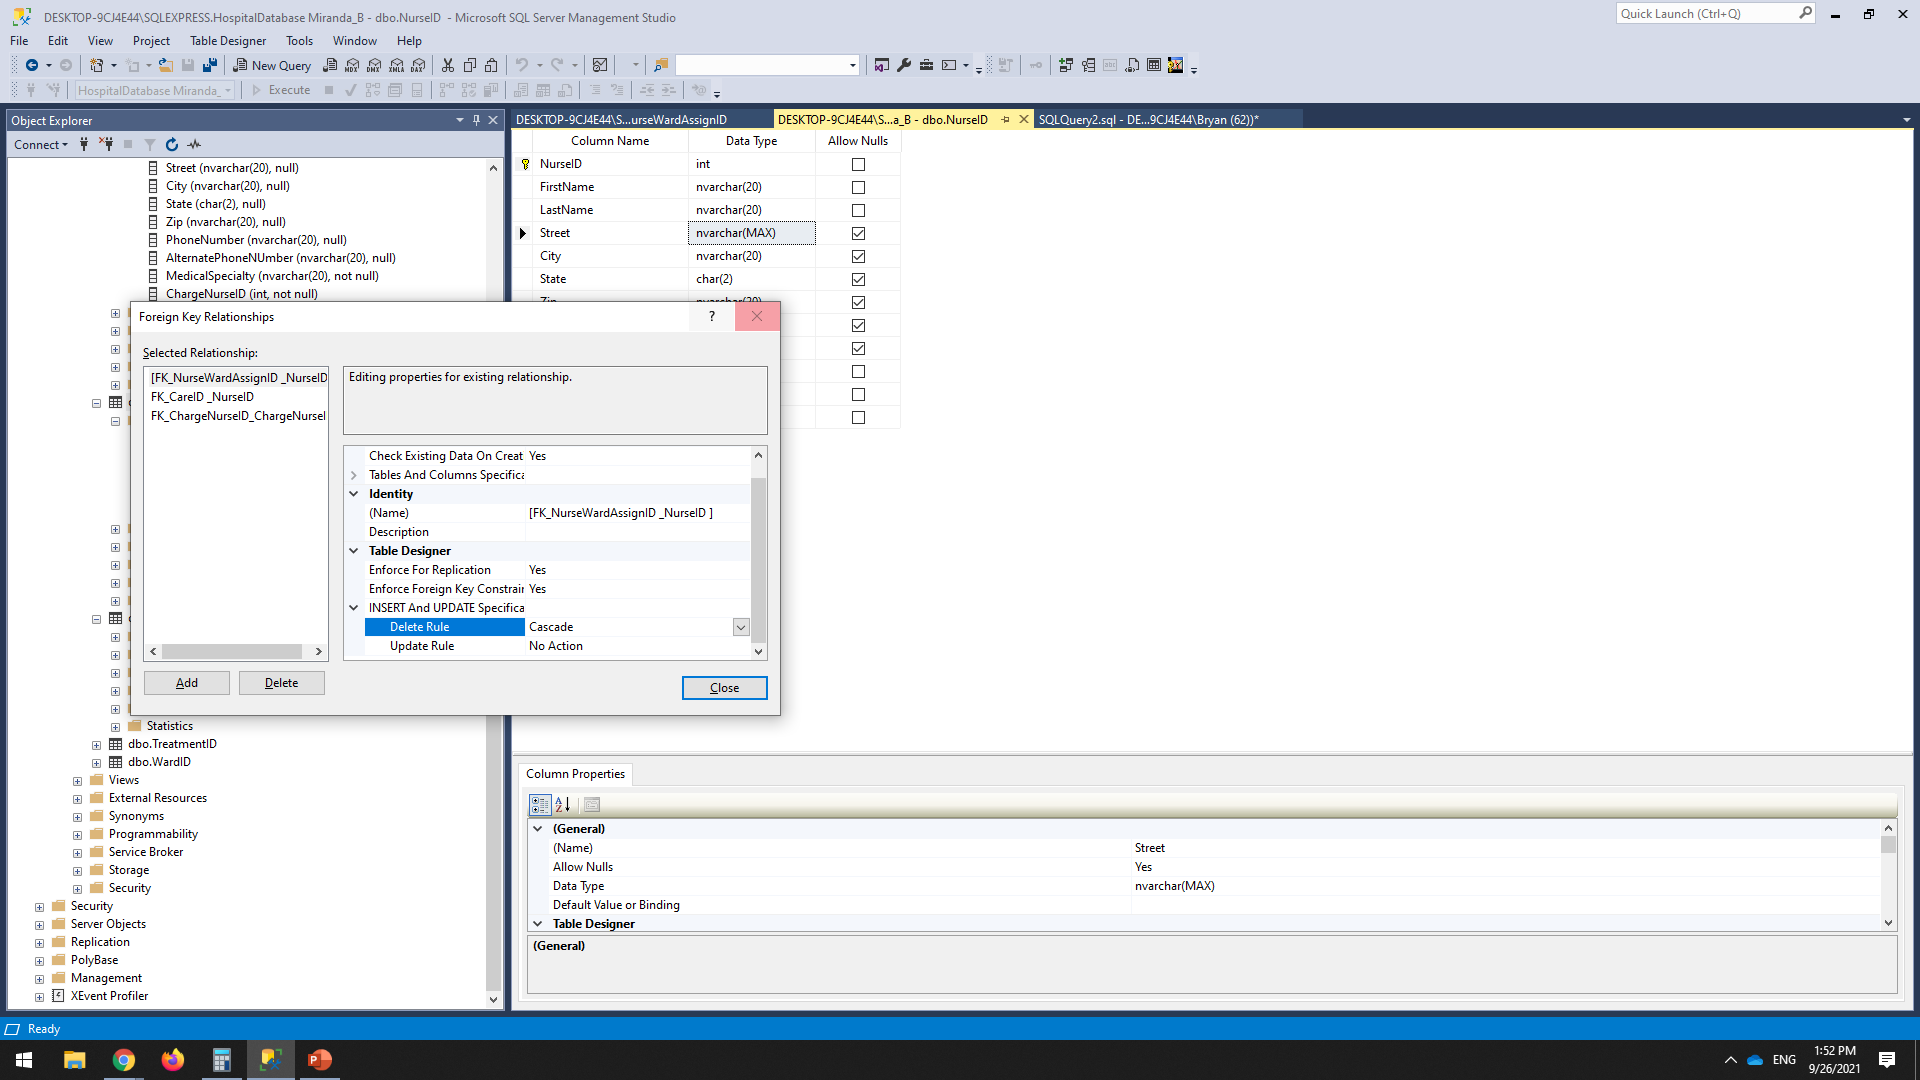 DESKTOP-9CJ4E44\SQLEXPRESS.HospitalDatabase Miranda_B - dbo.NurseID - Microsoft SQL Server Management Studio
Quick Launch (Ctrl+Q)
File Edit View Project Table Designer Tools Window Help
New Query
MDX DMX XMLA DAX
HospitalDatabase Miranda_ Execute
Object Explorer
Connect
Street (nvarchar(20), null)
City (nvarchar(20), null)
State (char(2), null)
Zip (nvarchar(20), null)
PhoneNumber (nvarchar(20), null)
AlternatePhoneNUmber (nvarchar(20), null)
MedicalSpecialty (nvarchar(20), not null)
ChargeNurseID (int, not null)
Statistics
dbo.TreatmentID
dbo.WardID
Views
External Resources
Synonyms
Programmability
Service Broker
Storage
Security
Security
Server Objects
Replication
PolyBase
Management
XEvent Profiler
DESKTOP-9CJ4E44\S...urseWardAssignID
DESKTOP-9CJ4E44\S...a_B - dbo.NurseID
SQLQuery2.sql - DE...9CJ4E44\Bryan (62))*
Column Name Data Type Allow Nulls
NurseID int
FirstName nvarchar(20)
LastName nvarchar(20)
Street nvarchar(MAX)
City nvarchar(20)
State char(2)
Zip nvarchar(20)
Foreign Key Relationships
?
Selected Relationship:
[FK_NurseWardAssignID _NurseID
FK_CareID _NurseID
FK_ChargeNurseID_ChargeNurseI
Add
Delete
Editing properties for existing relationship.
Check Existing Data On Creat Yes
Tables And Columns Specifica
Identity
(Name) [FK_NurseWardAssignID _NurseID ]
Description
Table Designer
Enforce For Replication Yes
Enforce Foreign Key Constrain Yes
INSERT And UPDATE Specifica
Delete Rule Cascade
Update Rule No Action
Close
Column Properties
(General)
(Name) Street
Allow Nulls Yes
Data Type nvarchar(MAX)
Default Value or Binding
Table Designer
(General)
Ready
ENG
1:52 PM
9/26/2021